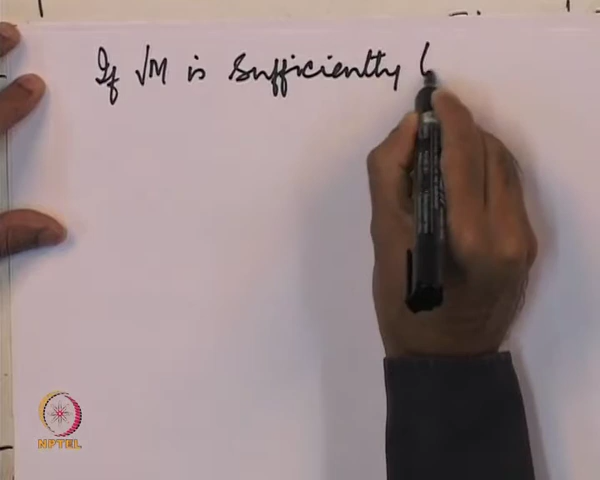 If √M is sufficiently l
NPTEL